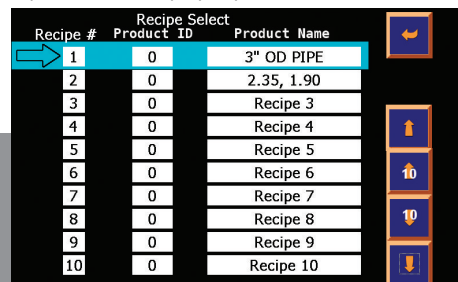 Recipe Select
Recipe # Product ID Product Name
1 0 3" OD PIPE
2 0 2.35, 1.90
3 0 Recipe 3
4 0 Recipe 4
5 0 Recipe 5
6 0 Recipe 6
7 0 Recipe 7
8 0 Recipe 8
9 0 Recipe 9
10 0 Recipe 10
10
10